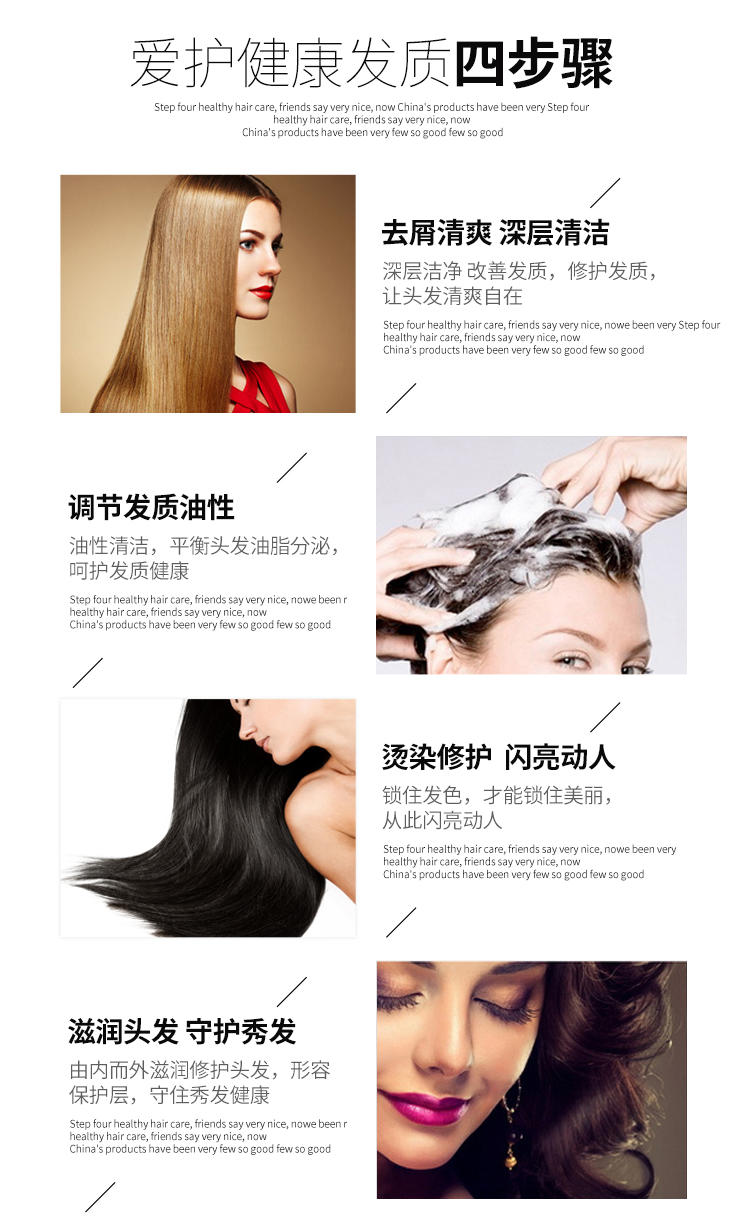 爱护健康发质四步骤
Step four healthy hair care, friends say very nice, now China's products have been very Step four
healthy hair care, friends say very nice, now
China's products have been very few so good few so good
去屑清爽 深层清洁
深层洁净 改善发质，修护发质，
让头发清爽自在
Step four healthy hair care, friends say very nice, nowe been very Step four
healthy hair care, friends say very nice, now
China's products have been very few so good few so good
调节发质油性
油性清洁，平衡头发油脂分泌，
呵护发质健康
Step four healthy hair care, friends say very nice, nowe been r
healthy hair care, friends say very nice, now
China's products have been very few so good few so good
烫染修护 闪亮动人
锁住发色，才能锁住美丽，
从此闪亮动人
Step four healthy hair care, friends say very nice, nowe been very
healthy hair care, friends say very nice, now
China's products have been very few so good few so good
滋润头发 守护秀发
由内而外滋润修护头发，形容
保护层，守住秀发健康
Step four healthy hair care, friends say very nice, nowe been r
healthy hair care, friends say very nice, now
China's products have been very few so good few so good